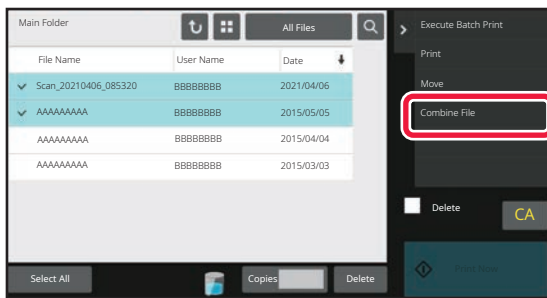 Main Folder
All Files
File Name User Name Date
Scan_20210406_085320 BBBBBBBB 2021/04/06
AAAAAAAAA BBBBBBBB 2015/05/05
AAAAAAAAA BBBBBBBB 2015/04/04
AAAAAAAAA BBBBBBBB 2015/03/03
Select All
Copies
Delete
Execute Batch Print
Print
Move
Combine File
Delete
CA
Print Now